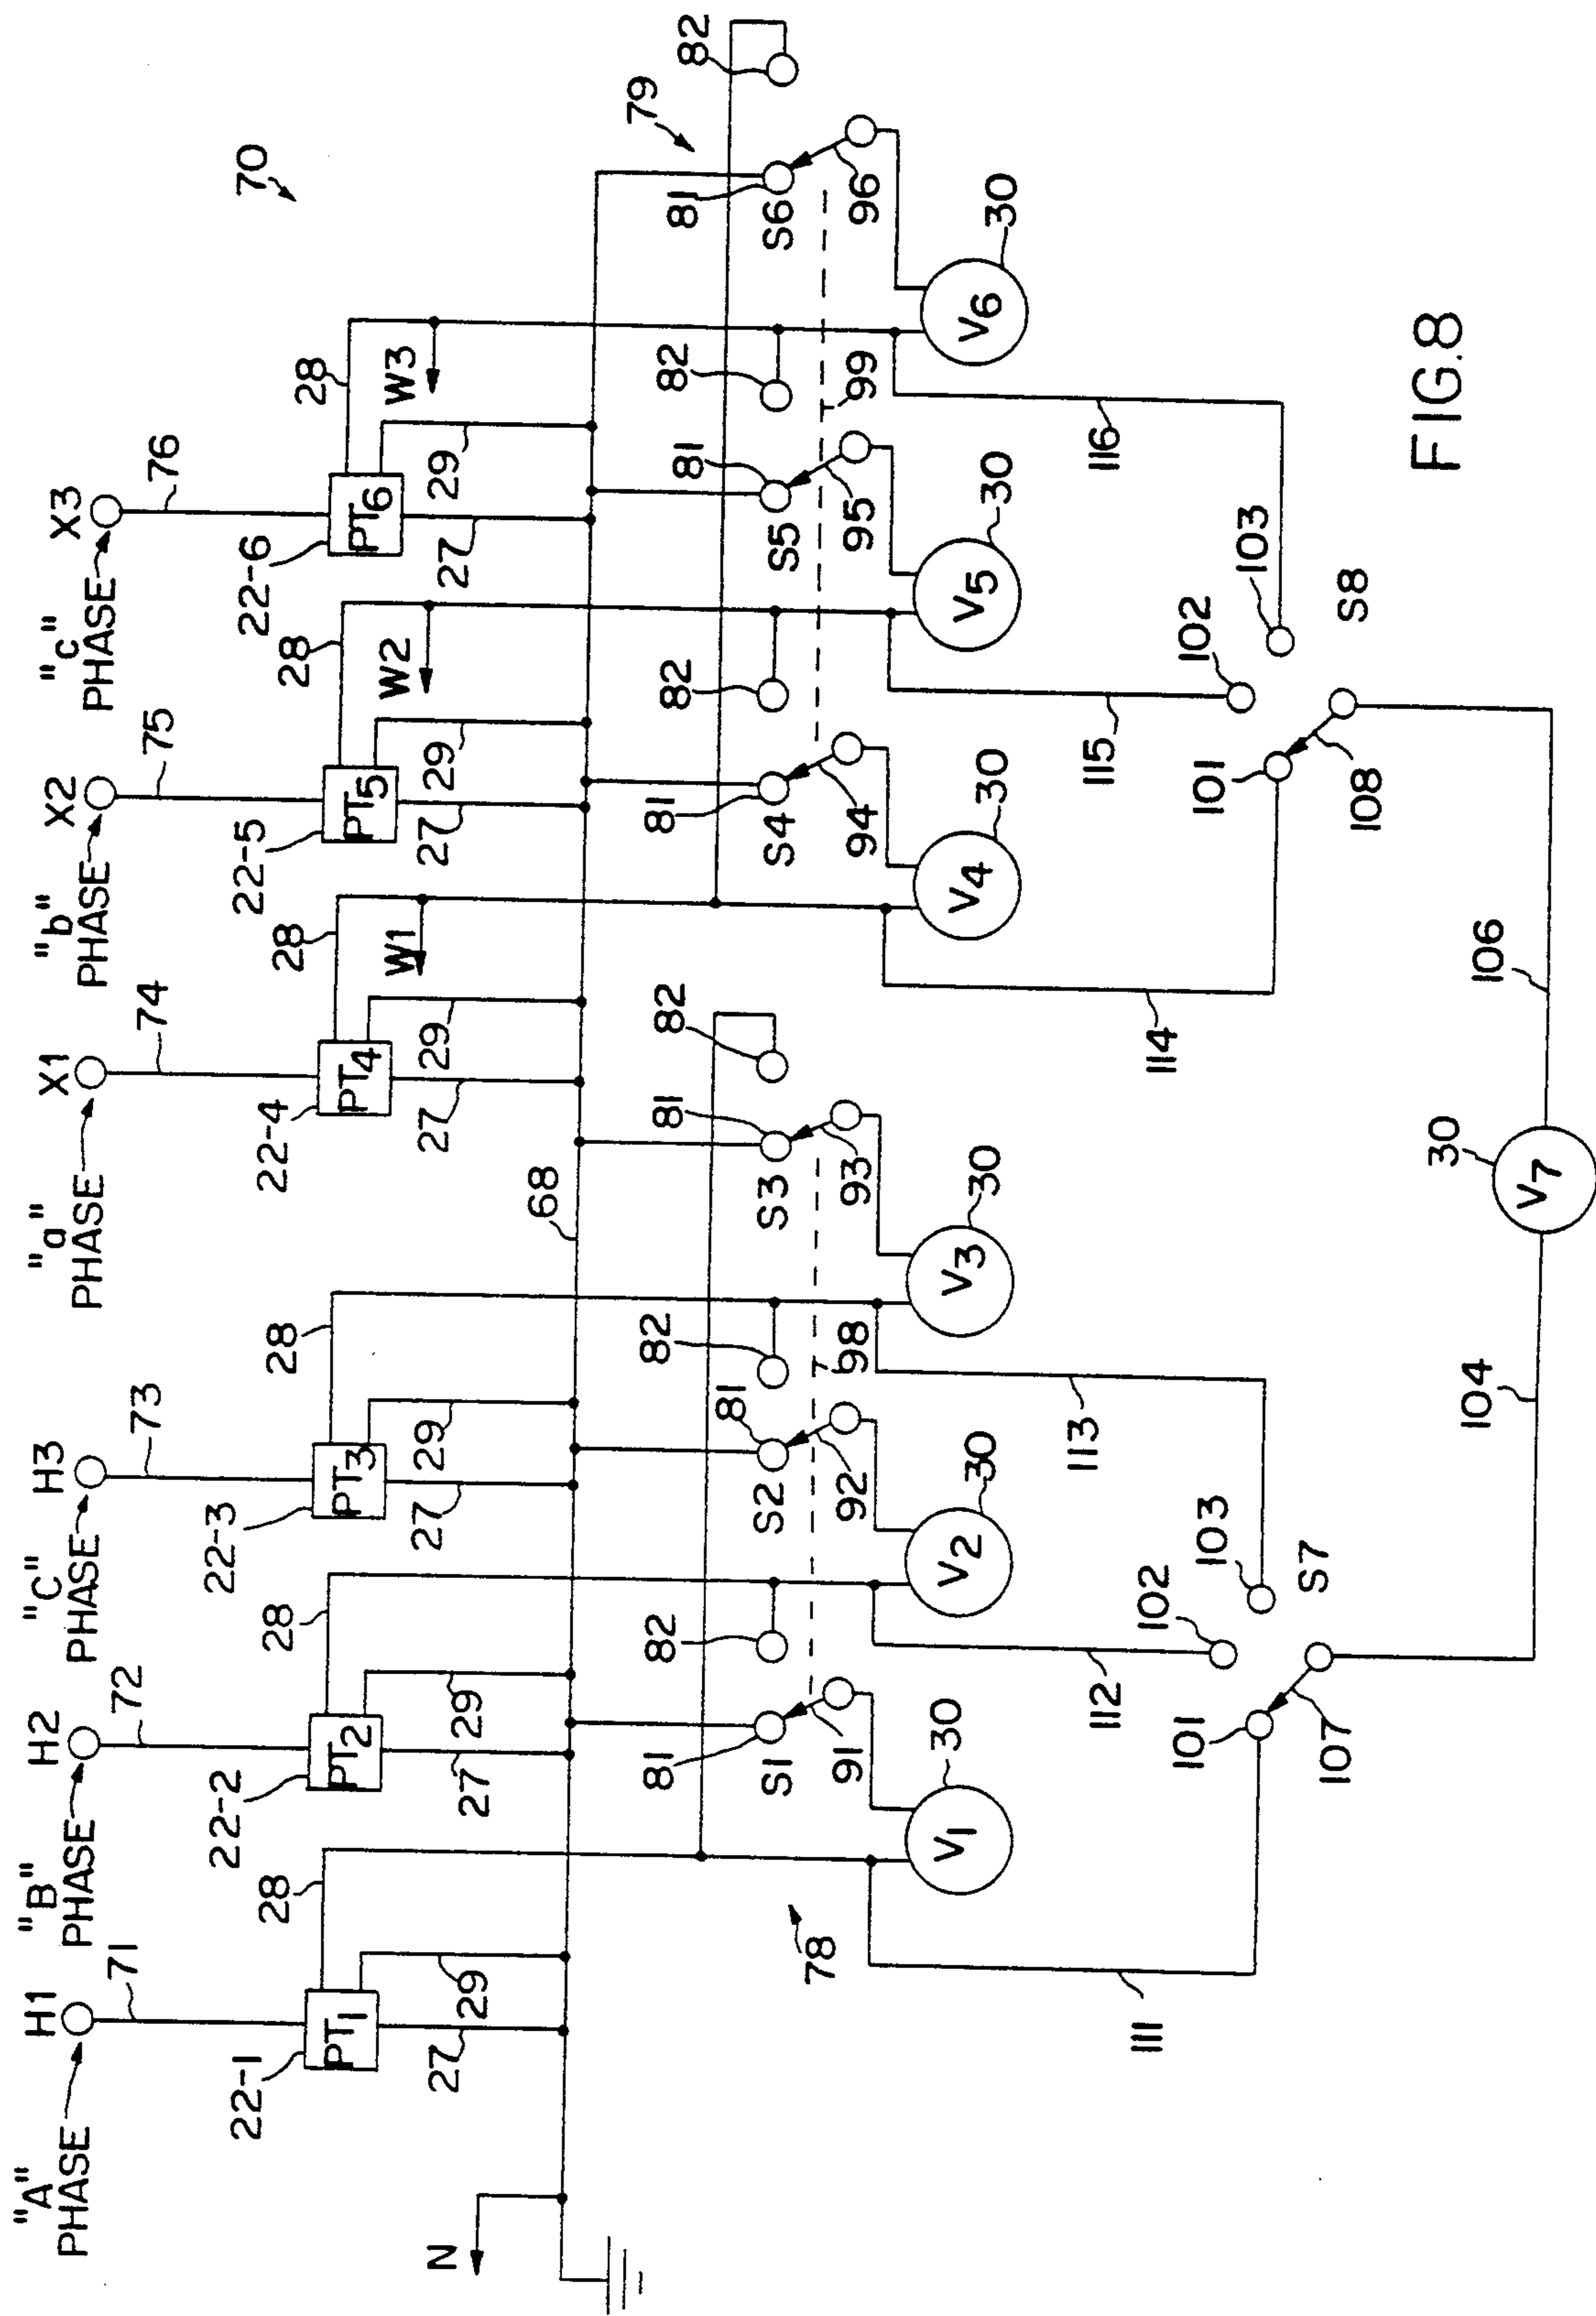 "A"
PHASE
H1
71
"B"
PHASE
H2
72
"C"
PHASE
H3
73
"a"
PHASE
X1
74
"b"
PHASE
X2
75
"c"
PHASE
X3
76
70
22-1
PT1
28
27
29
22-2
PT2
28
27
29
22-3
PT3
28
27
29
22-4
PT4
28
27
29
W1
22-5
PT5
28
27
29
W2
22-6
PT6
28
27
29
W3
N
68
79
78
81
S1
91
82
81
S2
92
82
98
81
S3
93
82
81
S4
94
82
81
S5
95
82
99
81
S6
96
82
V1
30
V2
30
V3
30
V4
30
V5
30
V6
30
111
112
113
114
115
116
101
102
103
S7
107
101
102
103
S8
108
104
V7
30
106
FIG.8